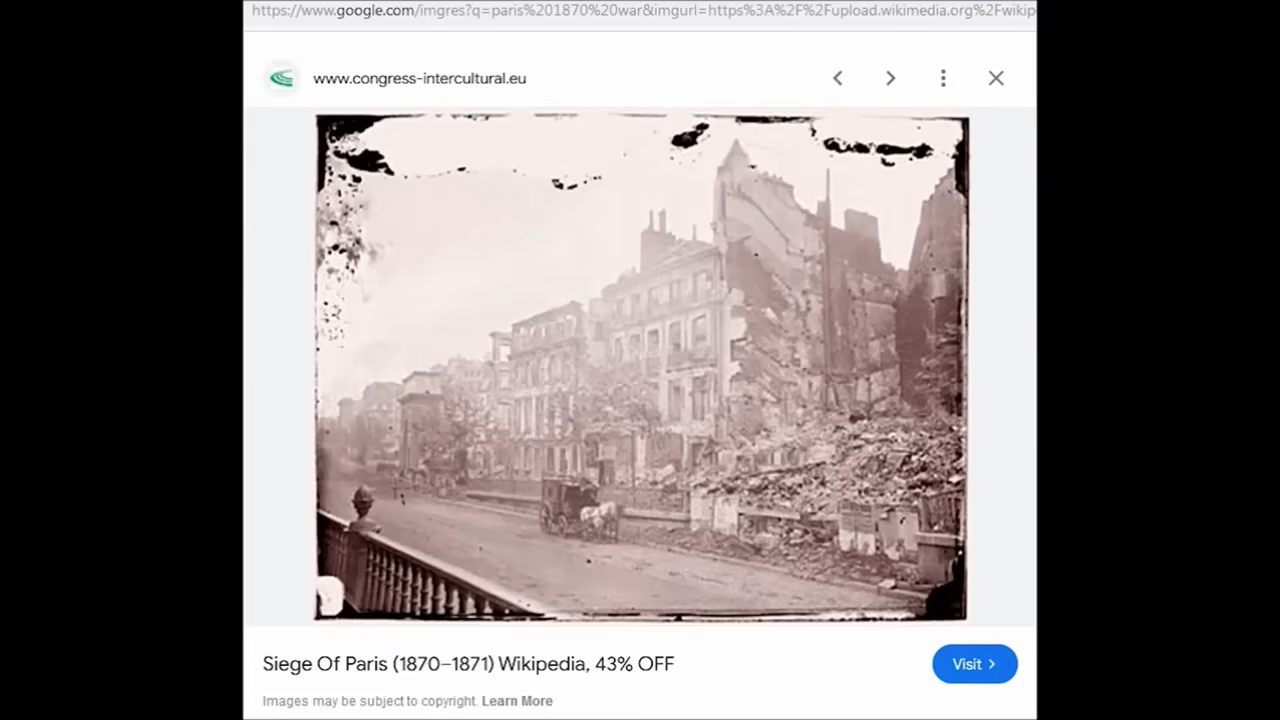 https://www.google.com/imgres?q=paris%201870%20war&imgurl=https%3A%2F%2Fupload.wikimedia.org%2Fwikip
www.congress-intercultural.eu
Siege Of Paris (1870–1871) Wikipedia, 43% OFF
Visit
Images may be subject to copyright. Learn More